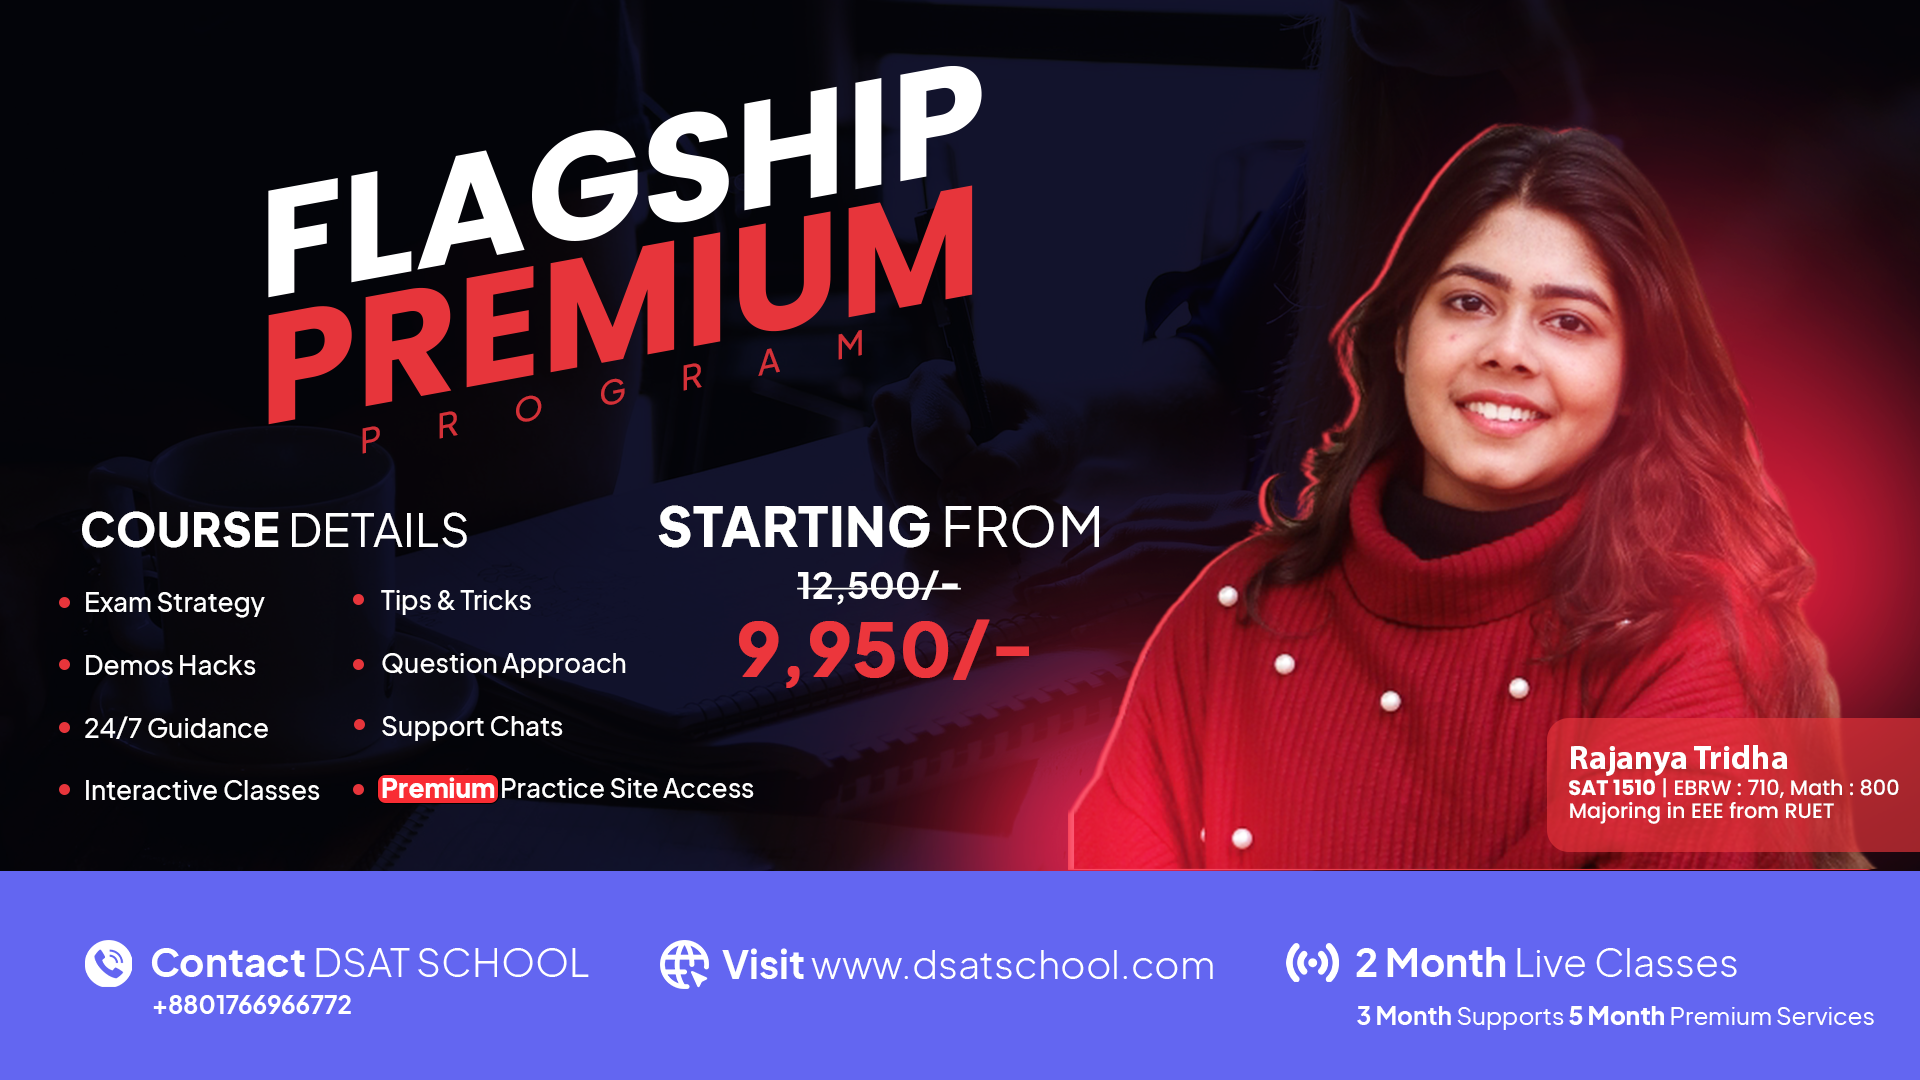 FLAGSHIP
PREMIUM
PROGRAM
COURSE DETAILS
Exam Strategy
Demos Hacks
24/7 Guidance
Interactive Classes
Tips & Tricks
Question Approach
Support Chats
Premium Practice Site Access
STARTING FROM
12,500/-
9,950/-
Rajanya Tridha
SAT 1510 | EBRW : 710, Math : 800
Majoring in EEE from RUET
Contact DSAT SCHOOL
+8801766966772
Visit www.dsatschool.com
2 Month Live Classes
3 Month Supports 5 Month Premium Services